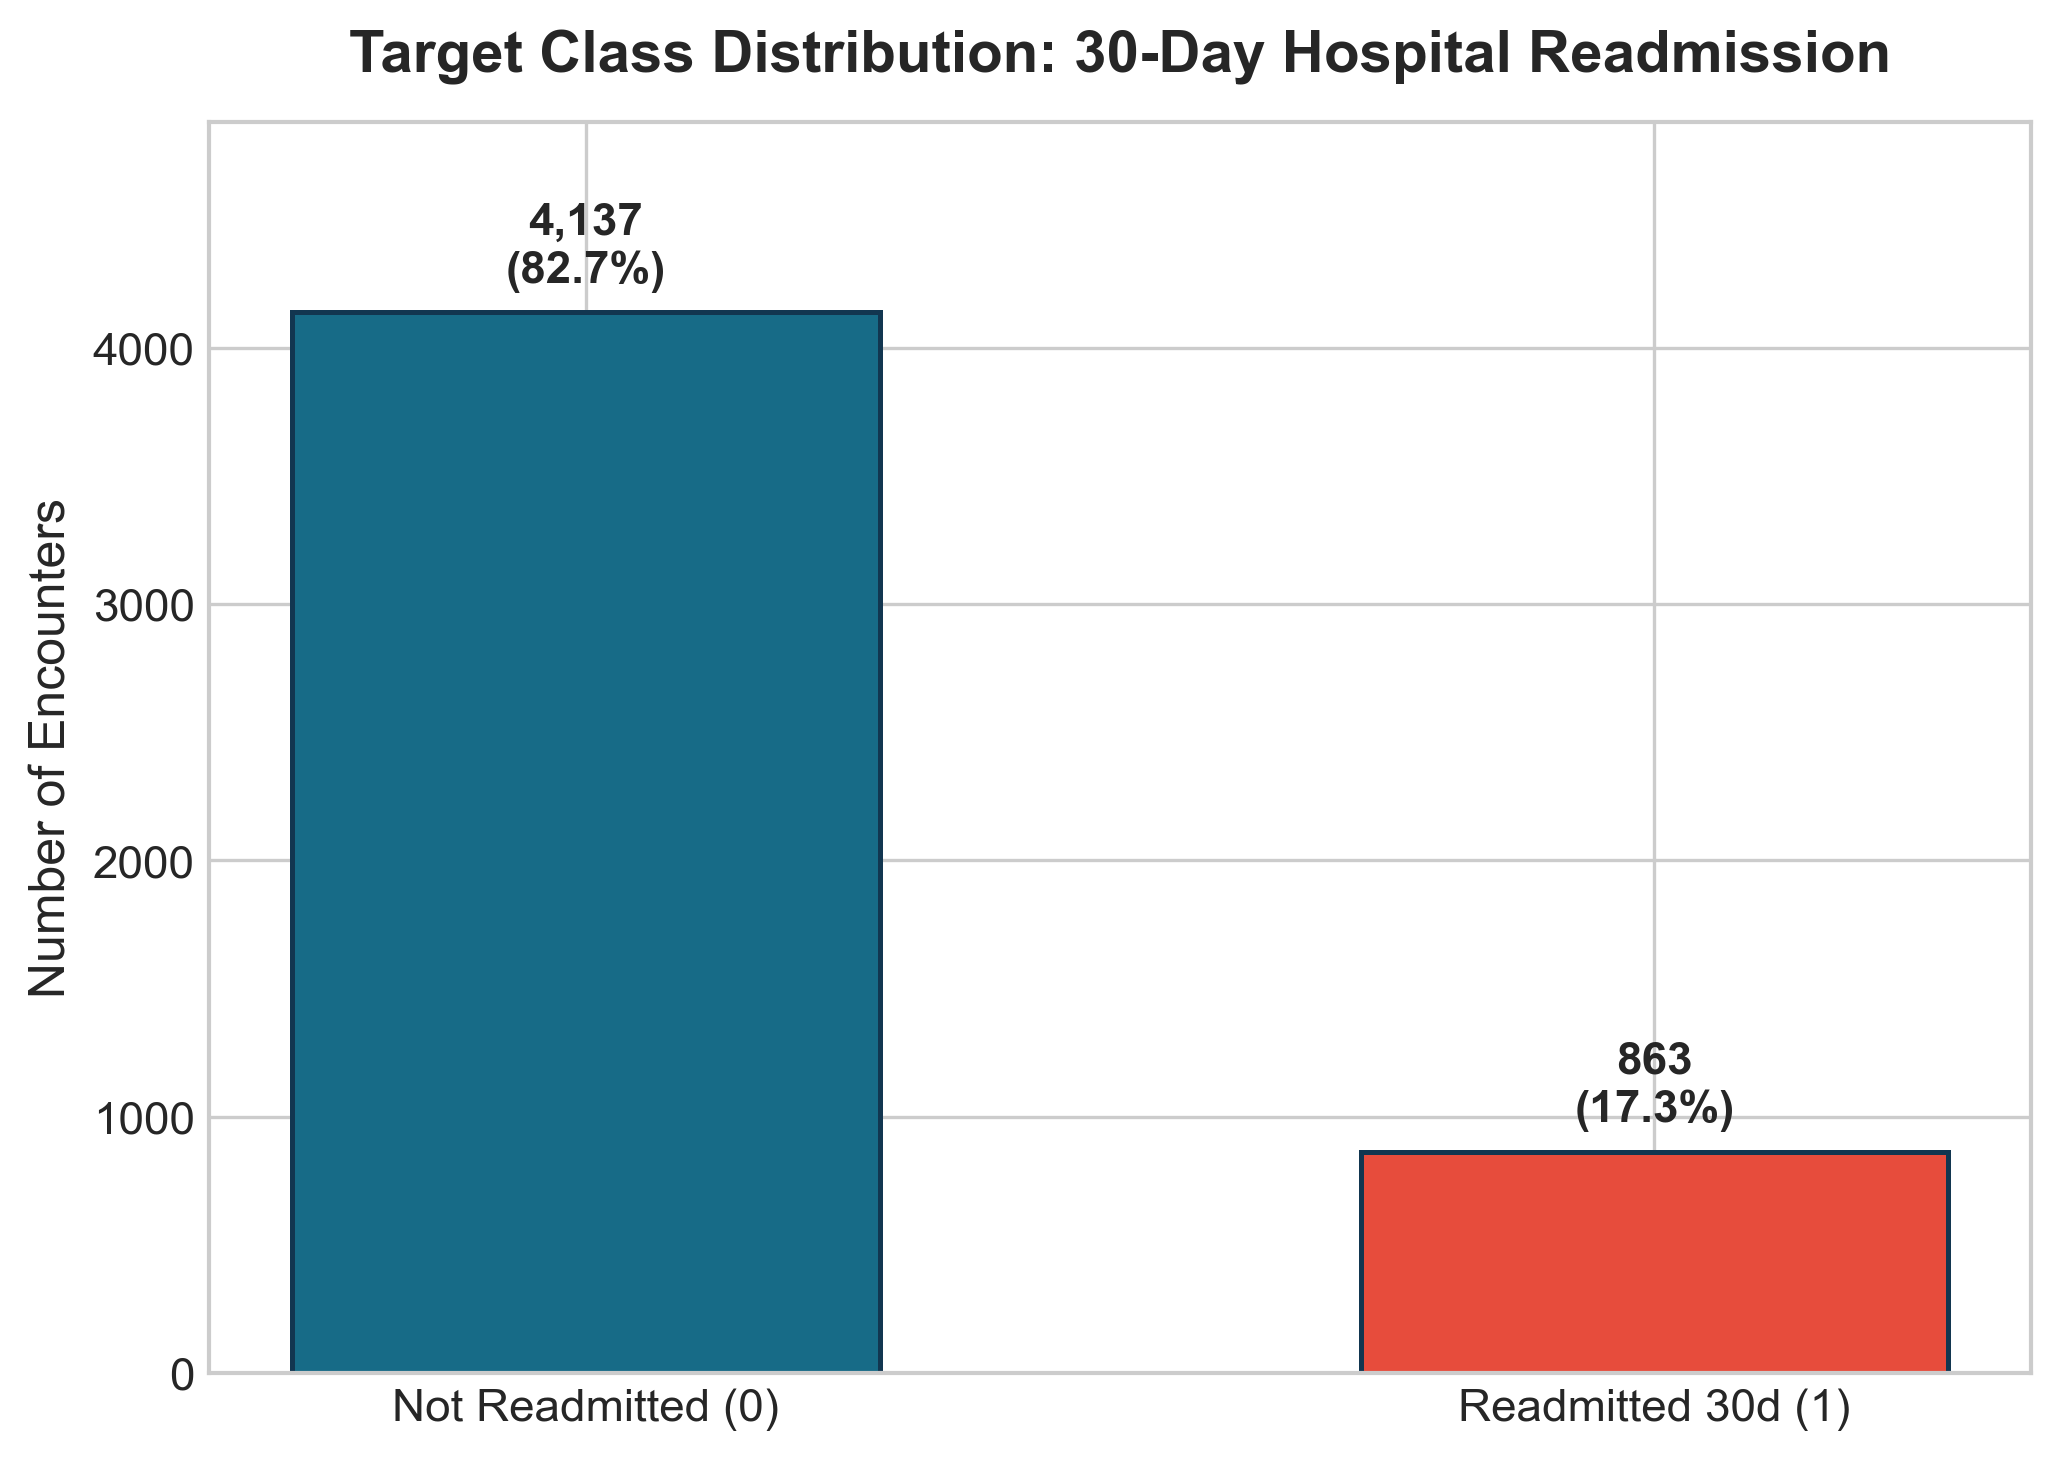 Target Class Distribution: 30-Day Hospital Readmission
Number of Encounters
4000
3000
2000
1000
0
4,137
(82.7%)
863
(17.3%)
Not Readmitted (0)
Readmitted 30d (1)